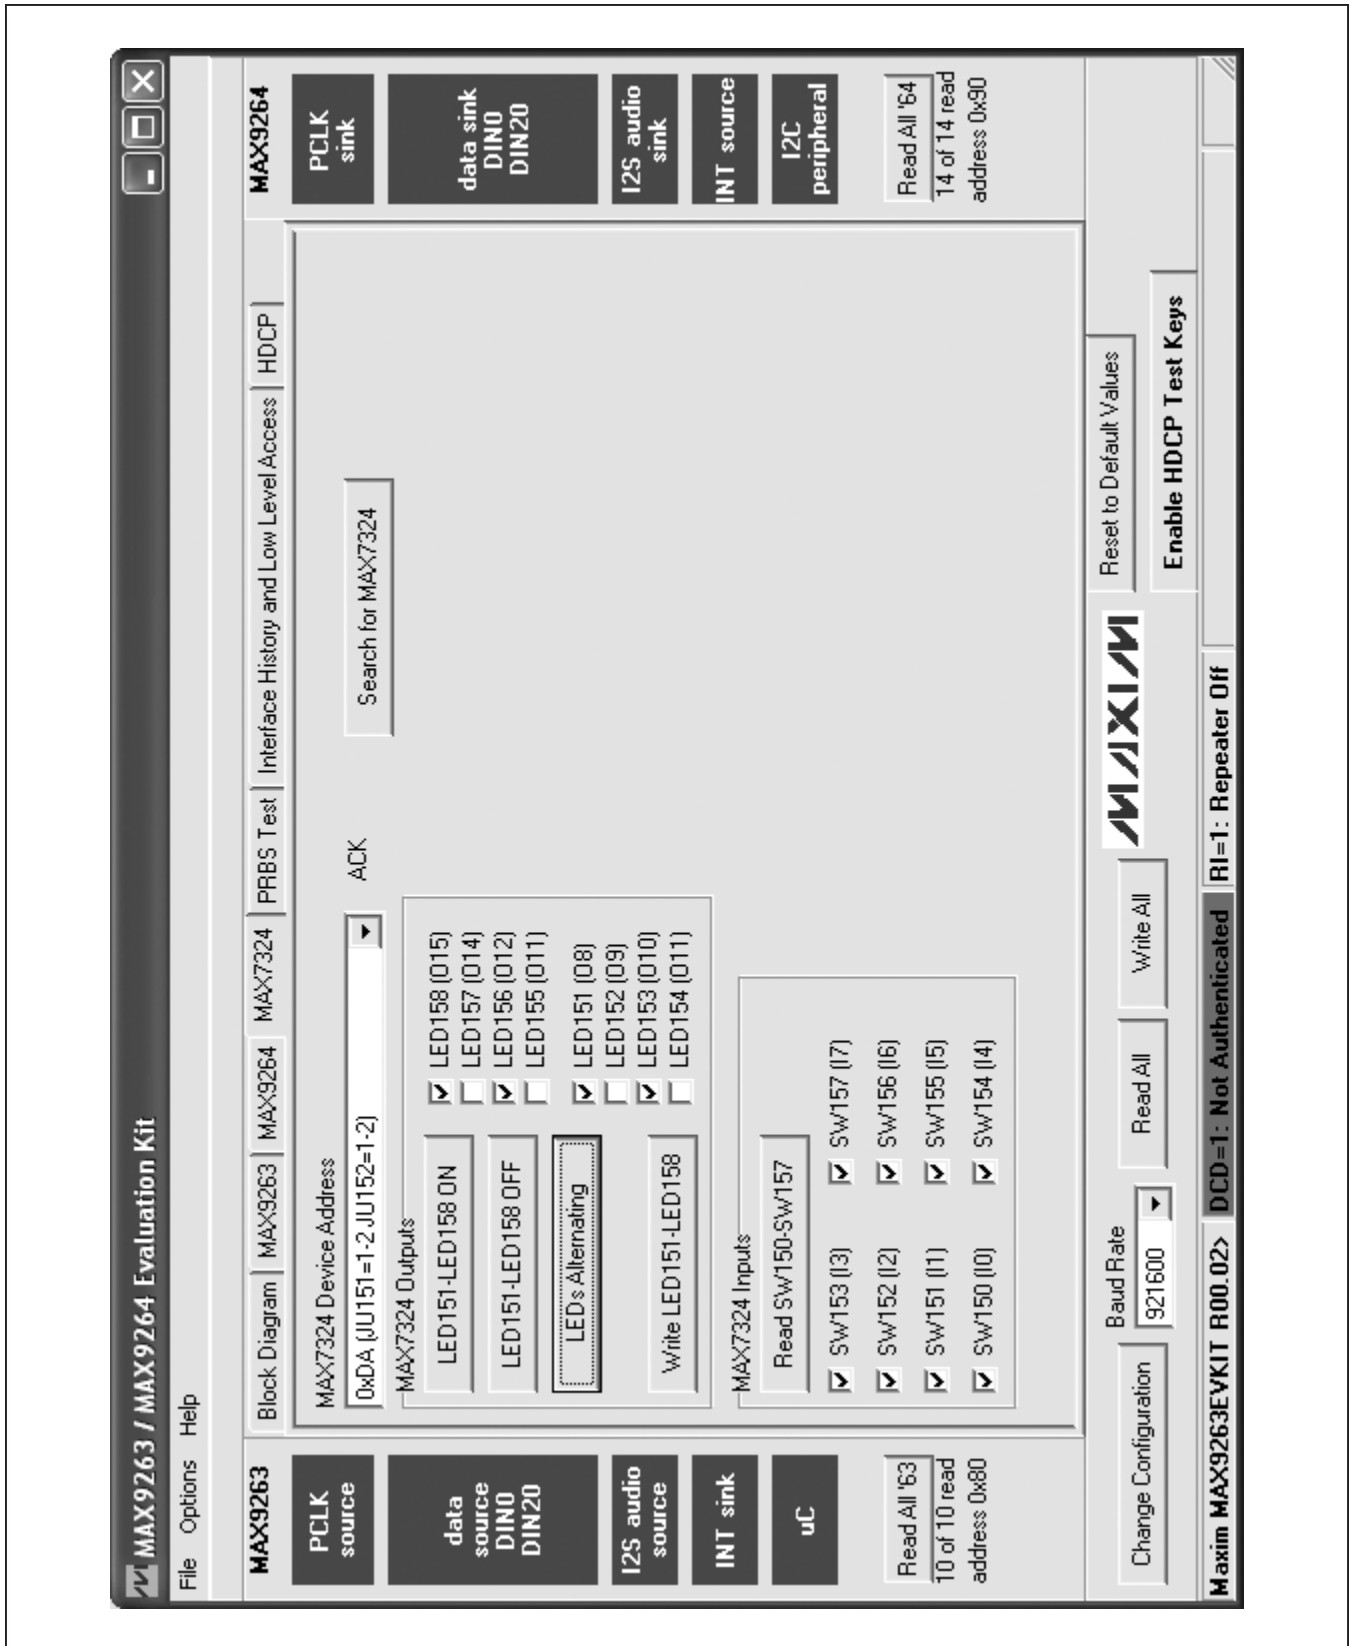 MAX9263 / MAX9264 Evaluation Kit
File Options Help
MAX9263
PCLK
source
data
source
DIN0
DIN20
I2S audio
source
INT sink
uC
Read All '63
10 of 10 read
address 0x80
Block Diagram MAX9263 MAX9264 MAX7324 PRBS Test Interface History and Low Level Access HDCP
MAX7324 Device Address
0xDA (JU151=1-2 JU152=1-2) ACK Search for MAX7324
MAX7324 Outputs
LED151-LED158 ON
LED151-LED158 OFF
LEDs Alternating
Write LED151-LED158
LED158 (O15)
LED157 (O14)
LED156 (O12)
LED155 (O11)
LED151 (O8)
LED152 (O9)
LED153 (O10)
LED154 (O11)
MAX7324 Inputs
Read SW150-SW157
SW153 (I3) SW157 (I7)
SW152 (I2) SW156 (I6)
SW151 (I1) SW155 (I5)
SW150 (I0) SW154 (I4)
MAX9264
PCLK
sink
data sink
DIN0
DIN20
I2S audio
sink
INT source
I2C
peripheral
Read All '64
14 of 14 read
address 0x90
Change Configuration
Baud Rate
921600
Read All
Write All
MAXIM
Reset to Default Values
Enable HDCP Test Keys
Maxim MAX9263EVKIT R00.02> DCD=1: Not Authenticated RI=1: Repeater Off